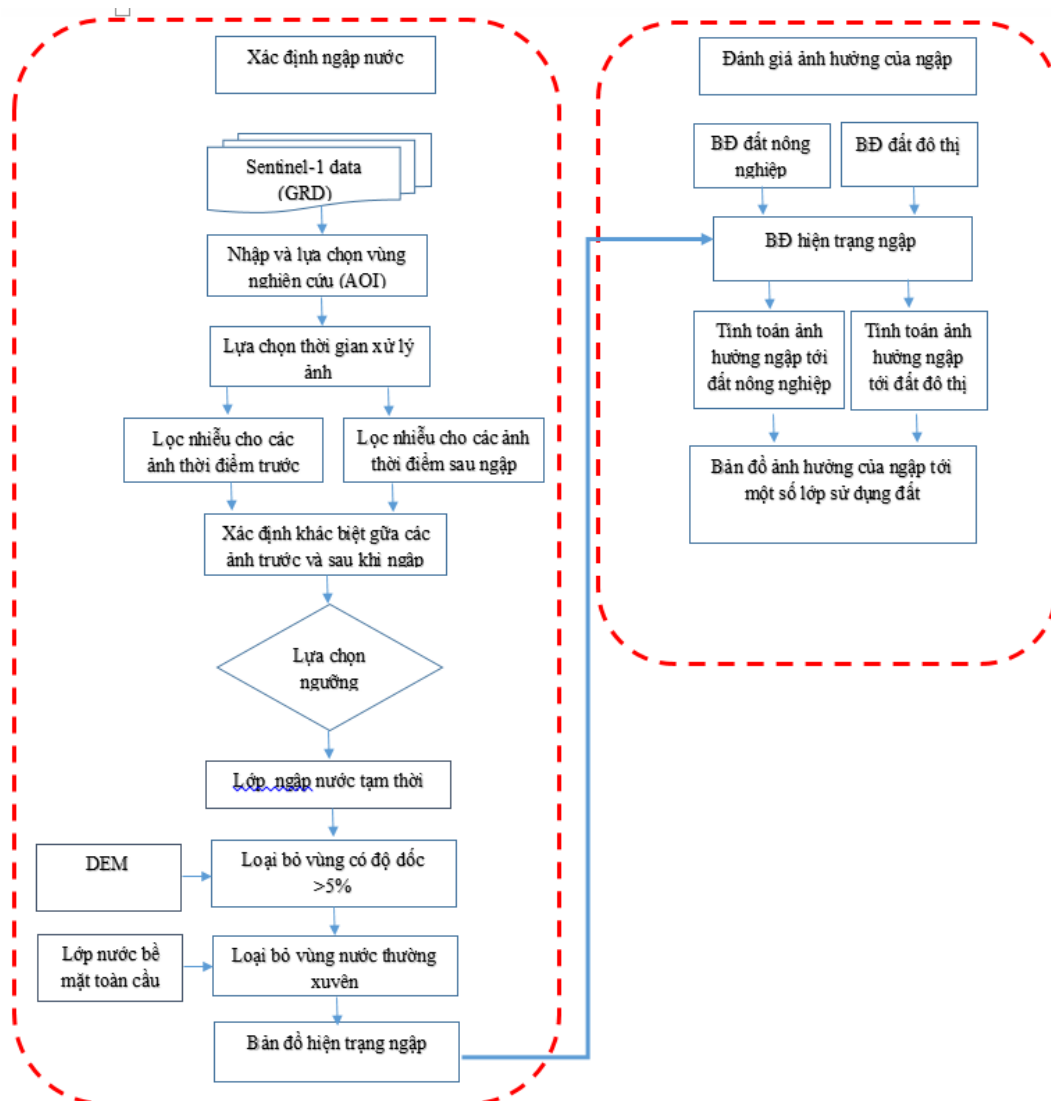 Xác định ngập nước
Sentinel-1 data
(GRD)
Nhập và lựa chọn vùng
nghiên cứu (AOI)
Lựa chọn thời gian xử lý
ảnh
Lọc nhiễu cho các
ảnh thời điểm trước
Lọc nhiễu cho các ảnh
thời điểm sau ngập
Xác định khác biệt gữa các
ảnh trước và sau khi ngập
Lựa chọn
ngưỡng
Lớp ngập nước tạm thời
DEM
Loại bỏ vùng có độ dốc
>5%
Lớp nước bề
mặt toàn cầu
Loại bỏ vùng nước thường
xuyên
Bản đồ hiện trạng ngập
Đánh giá ảnh hưởng của ngập
BĐ đất nông
nghiệp
BĐ đất đô thị
BĐ hiện trạng ngập
Tính toán ảnh
hưởng ngập tới
đất nông nghiệp
Tính toán ảnh
hưởng ngập
tới đất đô thị
Bản đồ ảnh hưởng của ngập tới
một số lớp sử dụng đất